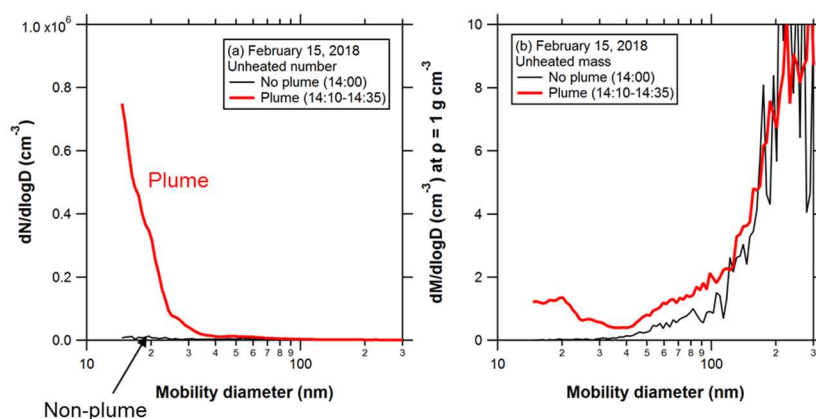 1.0 x10⁶
0.8
0.6
0.4
0.2
0.0
dN/dlogD (cm⁻³)
(a) February 15, 2018
Unheated number
No plume (14:00)
Plume (14:10-14:35)
Plume
10
2
3
4
5
6
7
8
9
100
2
3
Mobility diameter (nm)
Non-plume
10
8
6
4
2
0
dM/dlogD (cm⁻³) at ρ = 1 g cm⁻³
(b) February 15, 2018
Unheated mass
No plume (14:00)
Plume (14:10-14:35)
10
2
3
4
5
6
7
8
9
100
2
3
Mobility diameter (nm)